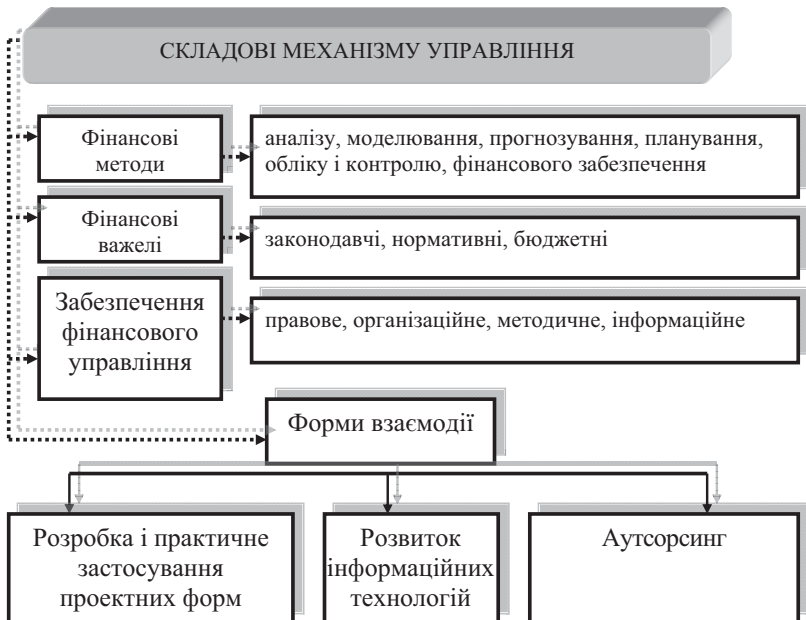 СКЛАДОВІ МЕХАНІЗМУ УПРАВЛІННЯ
Фінансові
методи
аналізу, моделювання, прогнозування, планування,
обліку і контролю, фінансового забезпечення
Фінансові
важелі
законодавчі, нормативні, бюджетні
Забезпечення
фінансового
управління
правове, організаційне, методичне, інформаційне
Форми взаємодії
Розробка і практичне
застосування
проектних форм
Розвиток
інформаційних
технологій
Аутсорсинг